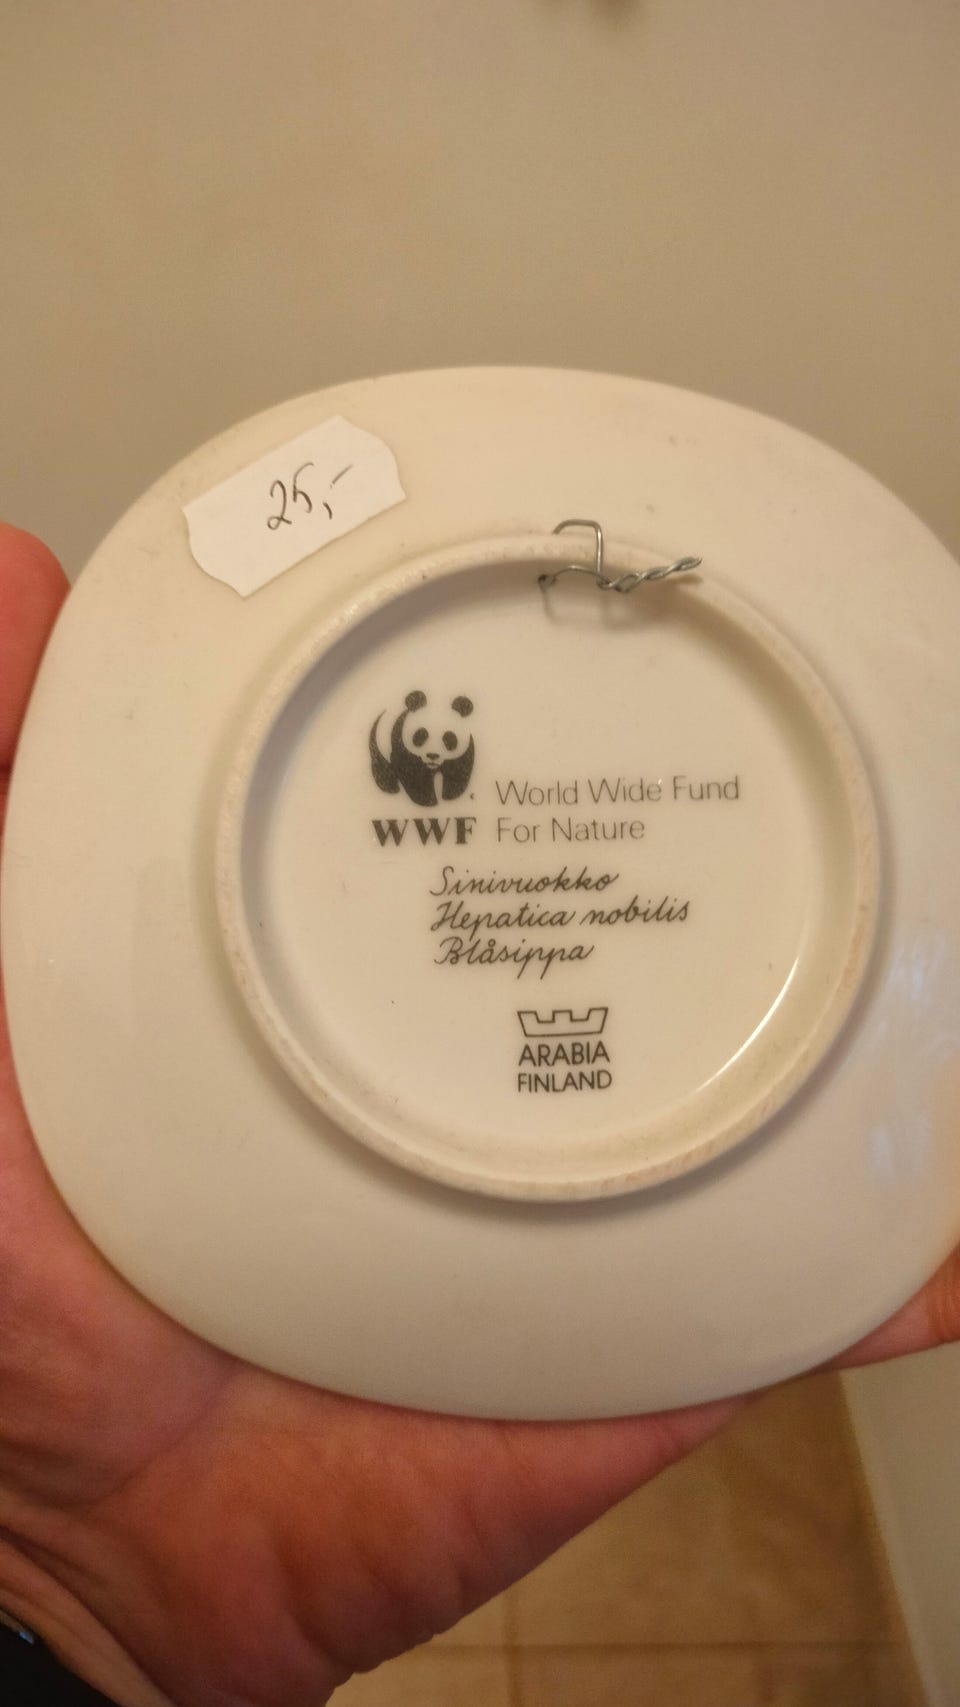 25,-
World Wide Fund
WWF For Nature
Sinivuokko
Hepatica nobilis
Blåsippa
ARABIA
FINLAND